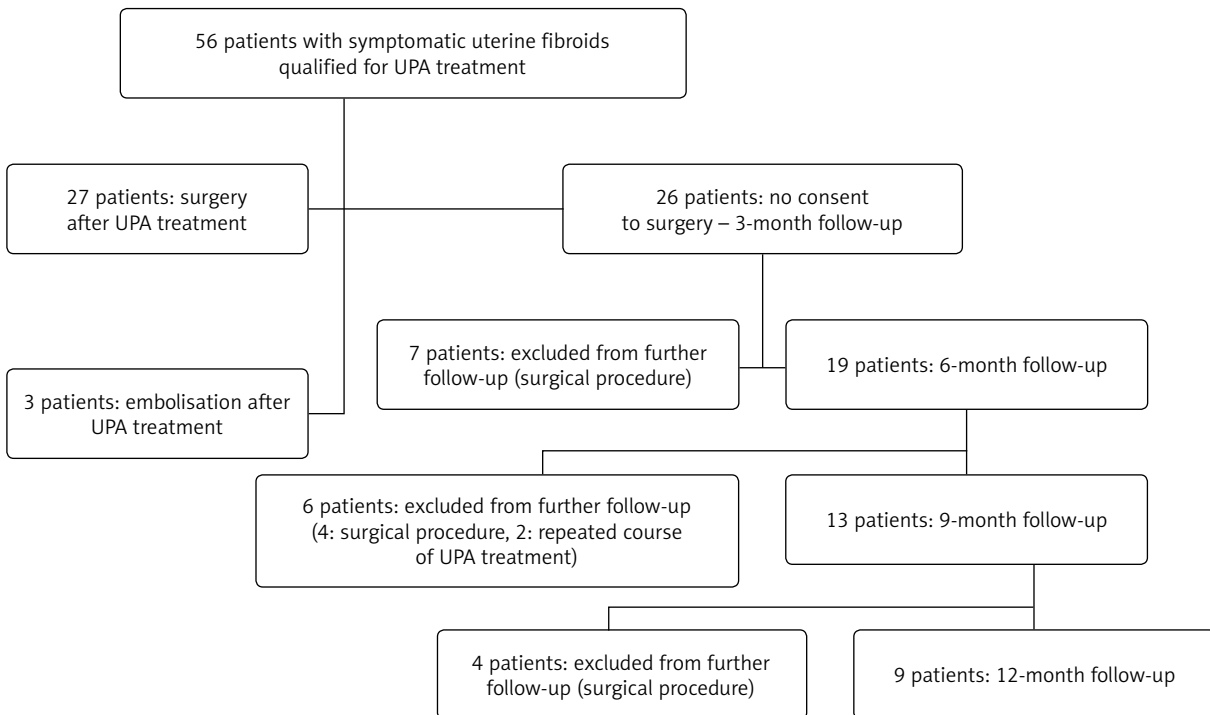 56 patients with symptomatic uterine fibroids
qualified for UPA treatment
27 patients: surgery
after UPA treatment
26 patients: no consent
to surgery – 3-month follow-up
7 patients: excluded from further
follow-up (surgical procedure)
19 patients: 6-month follow-up
3 patients: embolisation after
UPA treatment
6 patients: excluded from further follow-up
(4: surgical procedure, 2: repeated course
of UPA treatment)
13 patients: 9-month follow-up
4 patients: excluded from further
follow-up (surgical procedure)
9 patients: 12-month follow-up